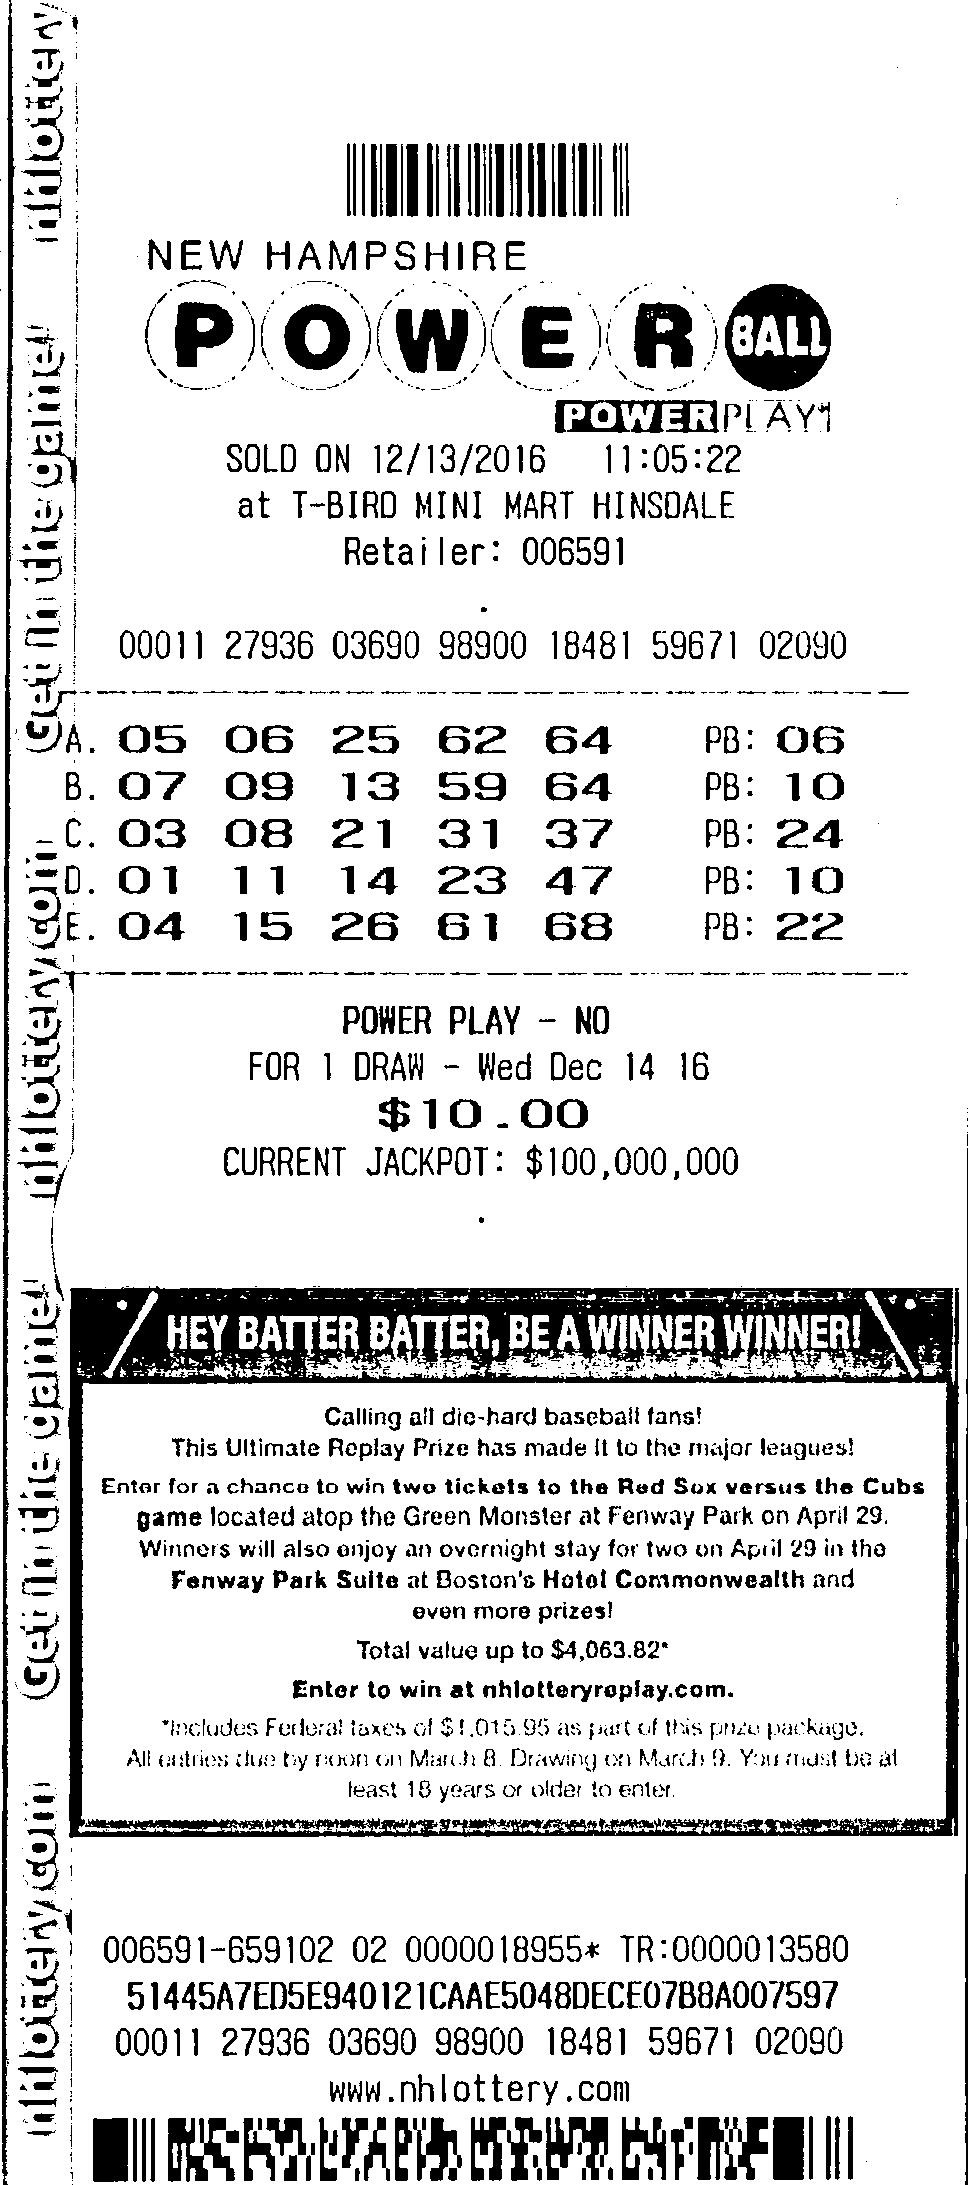 NEW HAMPSHIRE
POWER BALL
POWERPLAY
SOLD ON 12/13/2016 11:05:22
at T-BIRD MINI MART HINSDALE
Retailer: 006591
00011 27936 03690 98900 18481 59671 02090
A. 05 06 25 62 64 PB: 06
B. 07 09 13 59 64 PB: 10
C. 03 08 21 31 37 PB: 24
D. 01 11 14 23 47 PB: 10
E. 04 15 26 61 68 PB: 22
POWER PLAY - NO
FOR 1 DRAW - Wed Dec 14 16
$10.00
CURRENT JACKPOT: $100,000,000
HEY BATTER BATTER, BE A WINNER WINNER!
Calling all die-hard baseball fans!
This Ultimate Replay Prize has made it to the major leagues!
Enter for a chance to win two tickets to the Red Sox versus the Cubs
game located atop the Green Monster at Fenway Park on April 29.
Winners will also enjoy an overnight stay for two on April 29 in the
Fenway Park Suite at Boston's Hotel Commonwealth and
even more prizes!
Total value up to $4,063.82*
Enter to win at nhlotteryreplay.com.
*Includes Federal taxes of $1,015.95 as part of this prize package.
All entries due by noon on March 8. Drawing on March 9. You must be at
least 18 years or older to enter.
006591-659102 02 0000018955* TR:0000013580
51445A7ED5E940121CAAE5048DECE07B8A007597
00011 27936 03690 98900 18481 59671 02090
www.nhlottery.com
nhlottery.com Get in the game! nhlottery.com Get in the game! nhlottery